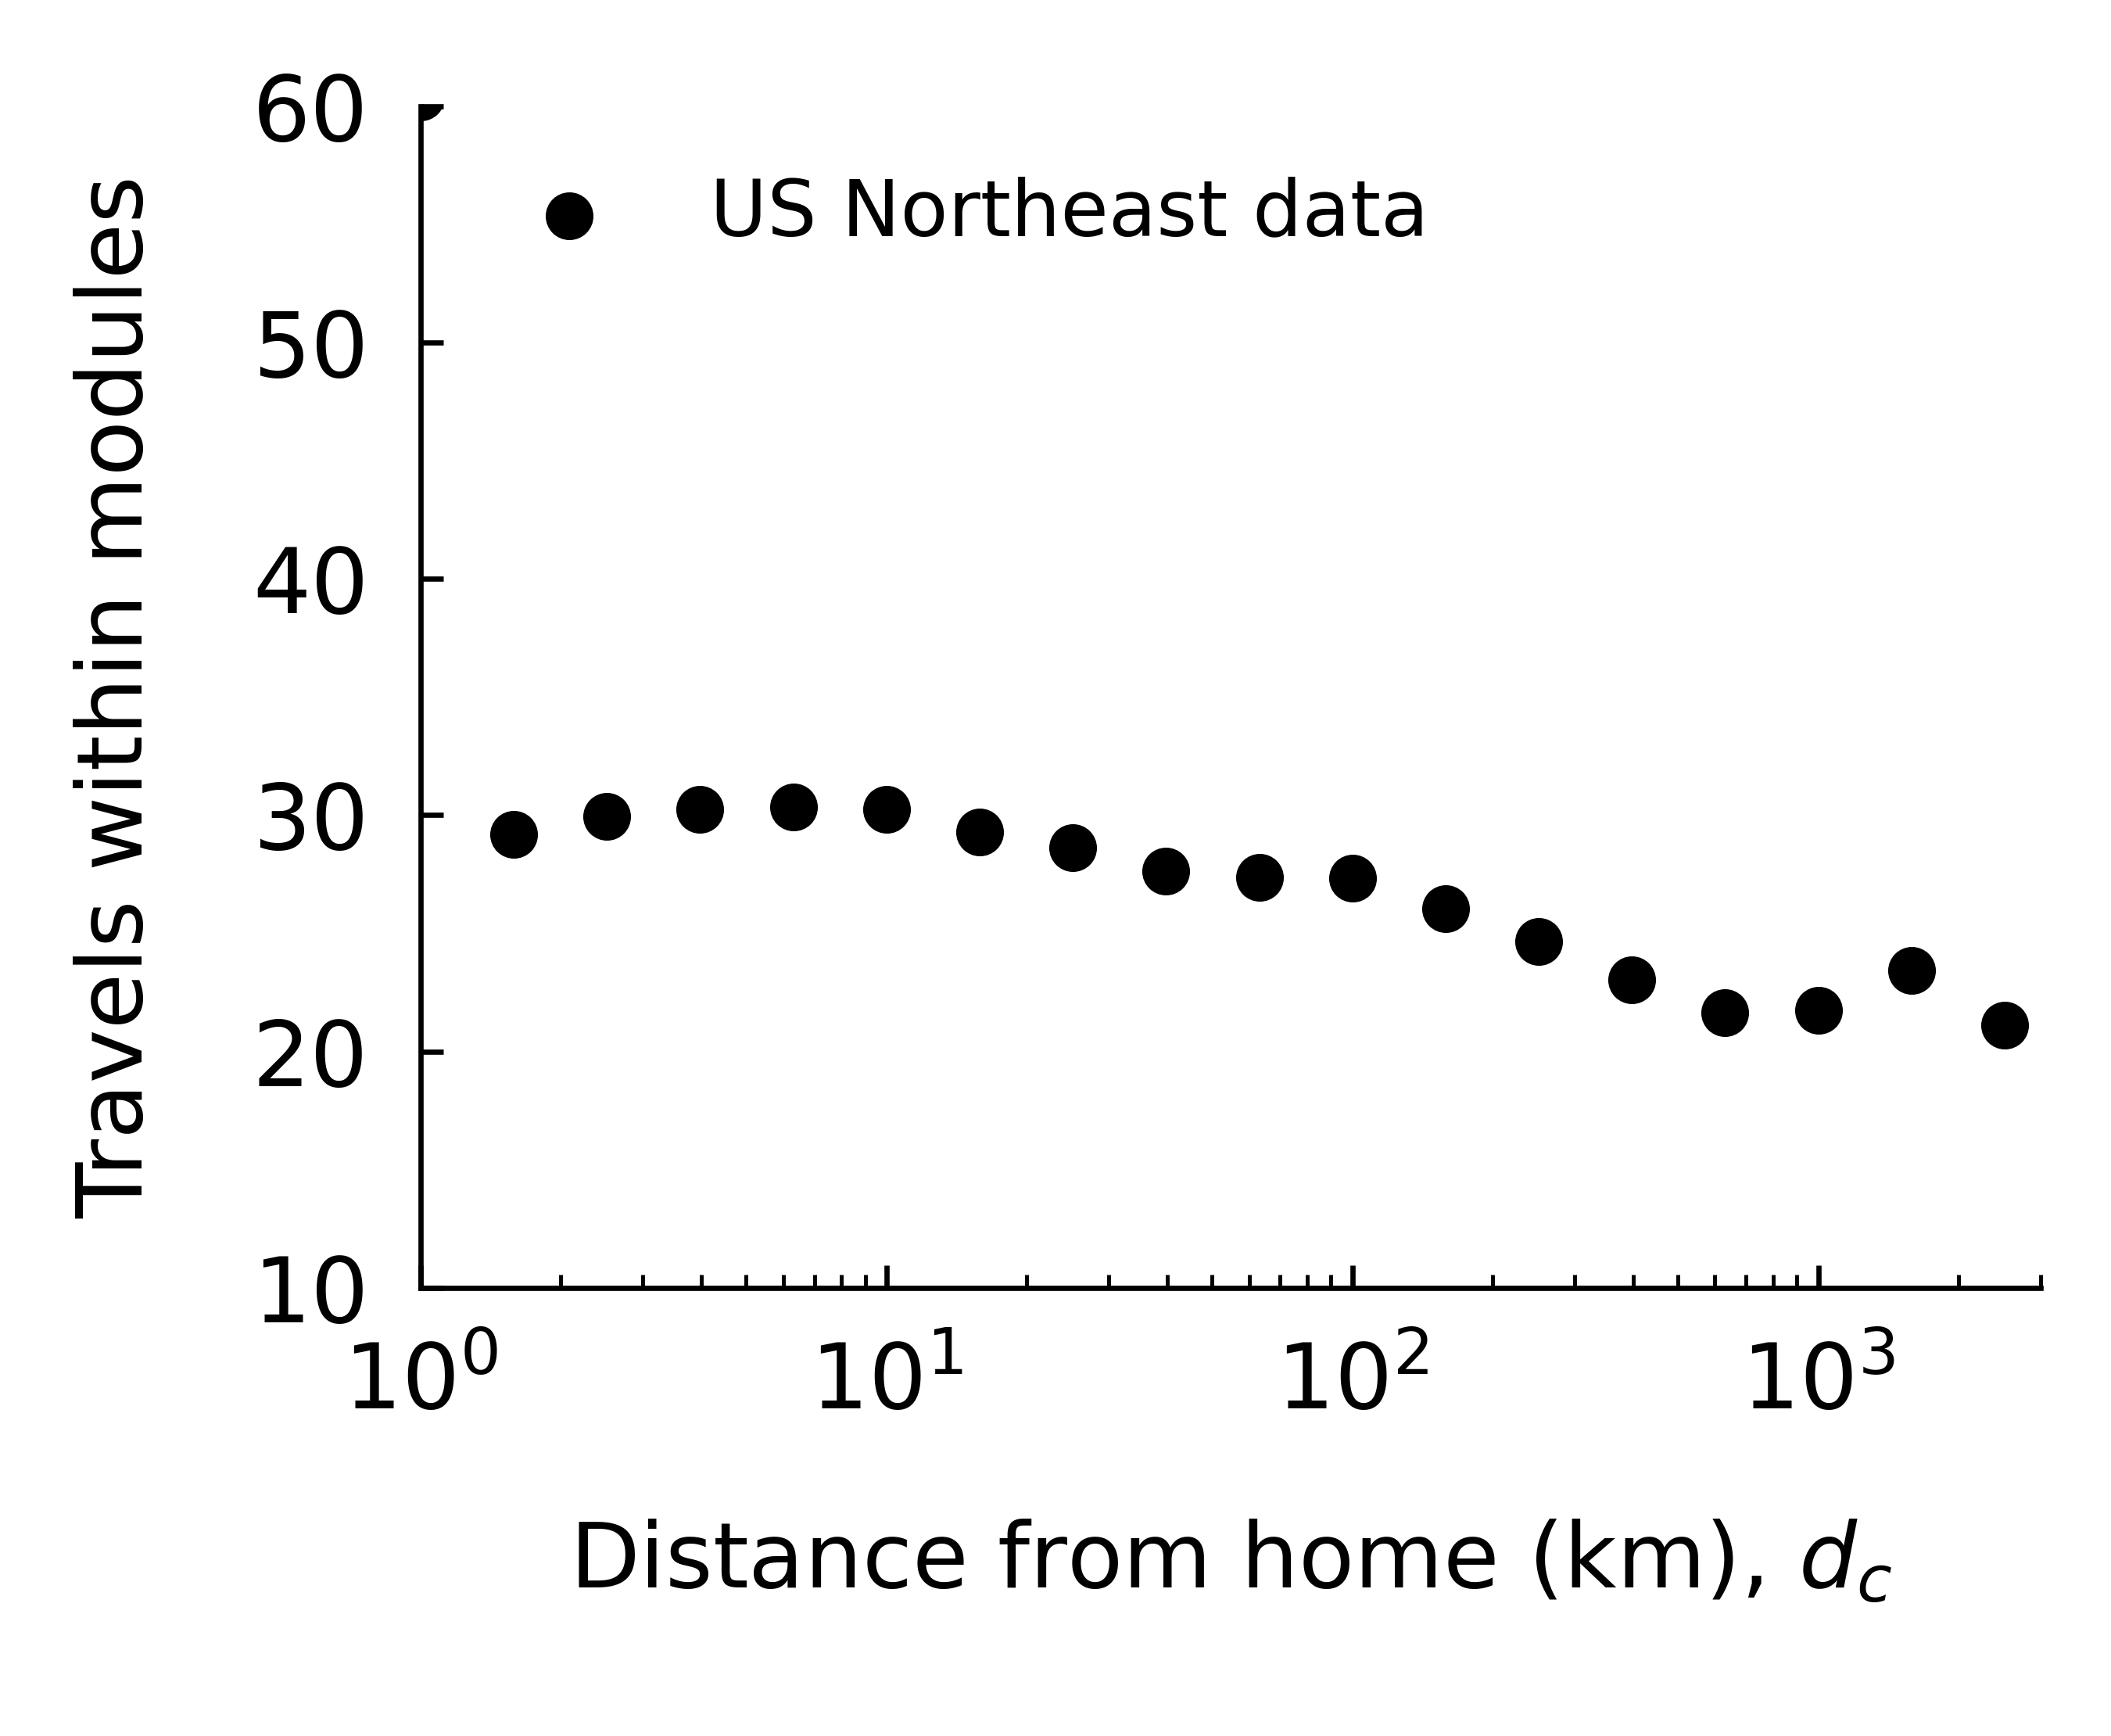 60
US Northeast data
50
40
30
20
10
Travels within modules
10⁰ 10¹ 10² 10³
Distance from home (km), d_c